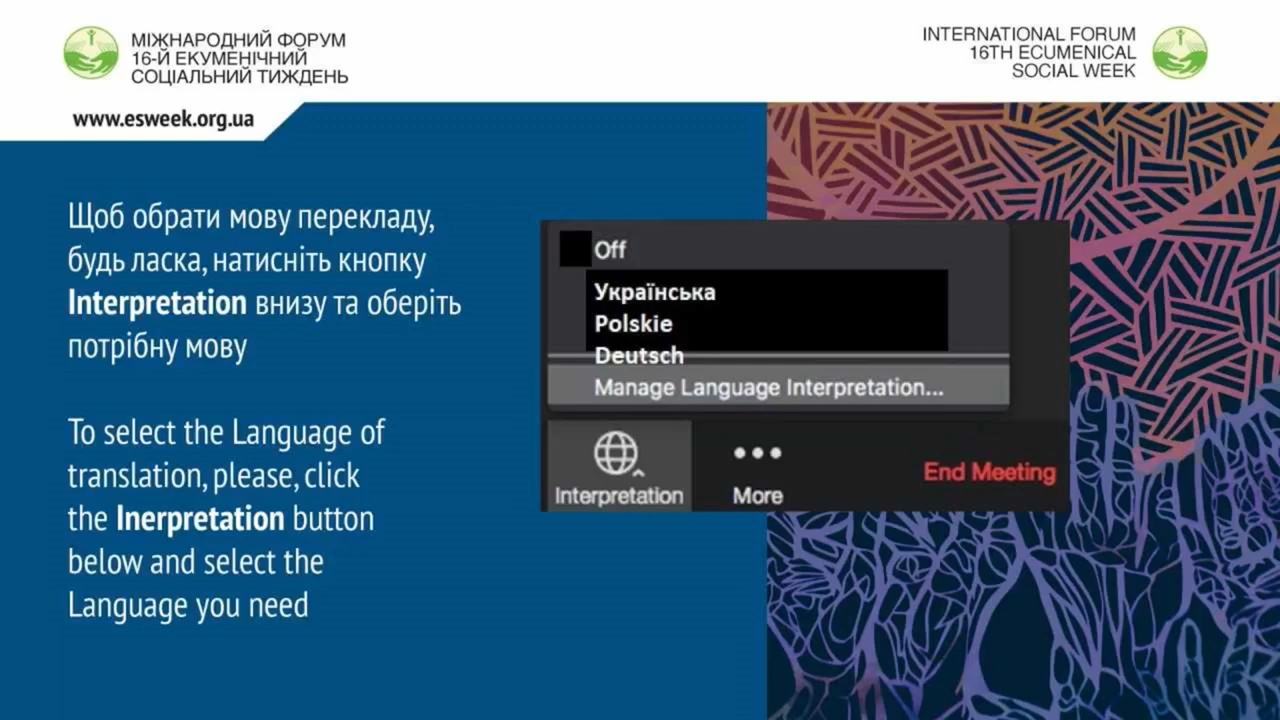 МІЖНАРОДНИЙ ФОРУМ
16-Й ЕКУМЕНІЧНИЙ
СОЦІАЛЬНИЙ ТИЖДЕНЬ
INTERNATIONAL FORUM
16TH ECUMENICAL
SOCIAL WEEK
www.esweek.org.ua
Щоб обрати мову перекладу,
будь ласка, натисніть кнопку
Interpretation внизу та оберіть
потрібну мову
To select the Language of
translation, please, click
the Inerpretation button
below and select the
Language you need
Off
Українська
Polskie
Deutsch
Manage Language Interpretation...
Interpretation
More
End Meeting